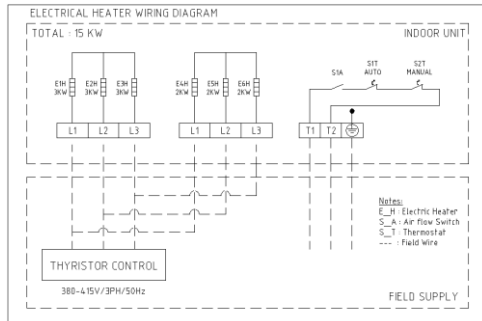 ELECTRICAL HEATER WIRING DIAGRAM
TOTAL : 15 KW
INDOOR UNIT
E1H
3KW
E2H
3KW
E3H
3KW
E4H
2KW
E5H
2KW
E6H
2KW
S1A
S1T
AUTO
S2T
MANUAL
L1 L2 L3
L1 L2 L3
T1 T2
Notes:
E_H : Electric Heater
S_A : Air flow Switch
S_T : Thermostat
--- : Field Wire
THYRISTOR CONTROL
380-415V/3PH/50Hz
FIELD SUPPLY